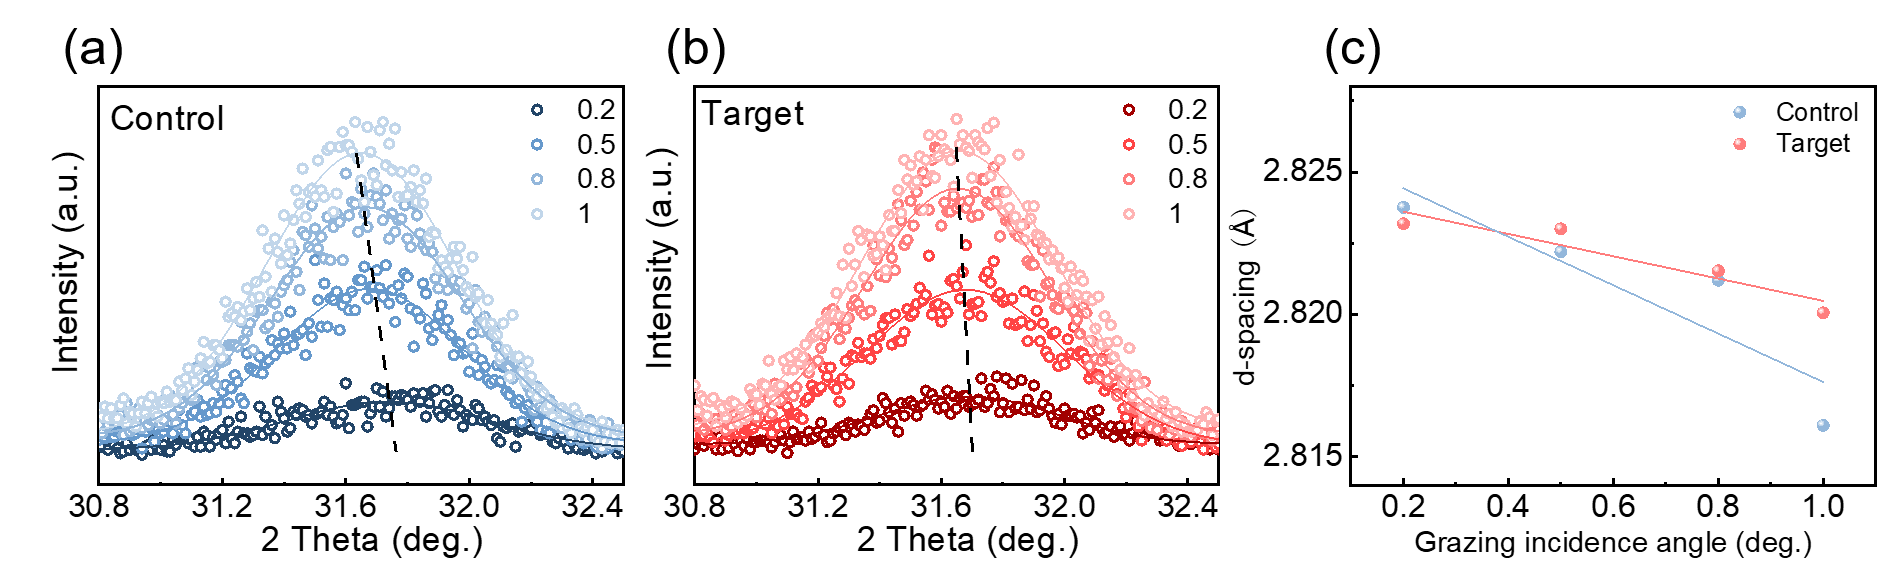 (a)
Control
0.2
0.5
0.8
1
Intensity (a.u.)
30.8 31.2 31.6 32.0 32.4
2 Theta (deg.)
(b)
Target
0.2
0.5
0.8
1
Intensity (a.u.)
30.8 31.2 31.6 32.0 32.4
2 Theta (deg.)
(c)
Control
Target
2.825
2.820
2.815
d-spacing （Å）
0.2 0.4 0.6 0.8 1.0
Grazing incidence angle (deg.)